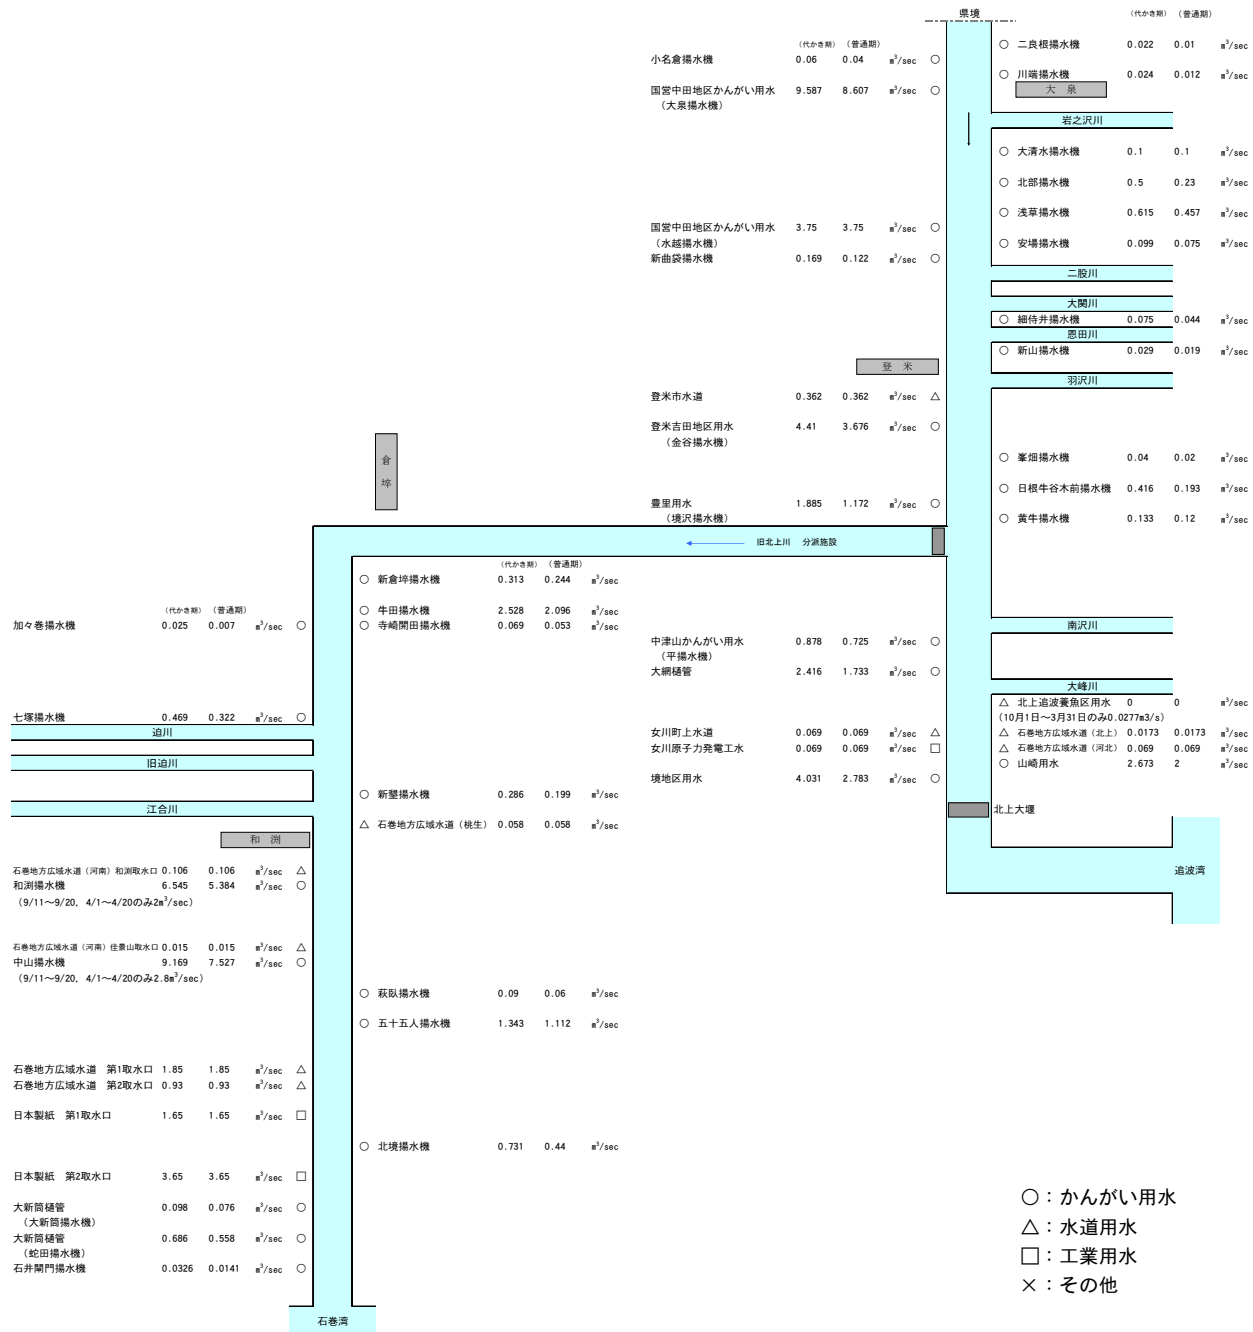 県境
(代かき期) (普通期)
○ 二良根揚水機 0.022 0.01 m³/sec
○ 川端揚水機 0.024 0.012 m³/sec
大 泉
岩之沢川
○ 大清水揚水機 0.1 0.1 m³/sec
○ 北部揚水機 0.5 0.23 m³/sec
○ 浅草揚水機 0.615 0.457 m³/sec
○ 安場揚水機 0.099 0.075 m³/sec
二股川
大関川
○ 細待井揚水機 0.075 0.044 m³/sec
恩田川
○ 新山揚水機 0.029 0.019 m³/sec
羽沢川
○ 峯畑揚水機 0.04 0.02 m³/sec
○ 日根牛谷木前揚水機 0.416 0.193 m³/sec
○ 黄牛揚水機 0.133 0.12 m³/sec
南沢川
大峰川
△ 北上追波養魚区用水 0 0 m³/sec
(10月1日～3月31日のみ0.0277m3/s)
△ 石巻地方広域水道(北上) 0.0173 0.0173 m³/sec
△ 石巻地方広域水道(河北) 0.069 0.069 m³/sec
○ 山崎用水 2.673 2 m³/sec
北上大堰
追波湾
(代かき期) (普通期)
小名倉揚水機 0.06 0.04 m³/sec ○
国営中田地区かんがい用水 9.587 8.607 m³/sec ○
(大泉揚水機)
国営中田地区かんがい用水 3.75 3.75 m³/sec ○
(水越揚水機)
新曲袋揚水機 0.169 0.122 m³/sec ○
登 米
登米市水道 0.362 0.362 m³/sec △
登米吉田地区用水 4.41 3.676 m³/sec ○
(金谷揚水機)
豊里用水 1.885 1.172 m³/sec ○
(境沢揚水機)
旧北上川 分派施設
中津山かんがい用水 0.878 0.725 m³/sec ○
(平揚水機)
大網樋管 2.416 1.733 m³/sec ○
女川町上水道 0.069 0.069 m³/sec △
女川原子力発電工水 0.069 0.069 m³/sec □
境地区用水 4.031 2.783 m³/sec ○
倉埣
(代かき期) (普通期)
○ 新倉埣揚水機 0.313 0.244 m³/sec
○ 牛田揚水機 2.528 2.096 m³/sec
○ 寺崎開田揚水機 0.069 0.053 m³/sec
○ 新墾揚水機 0.286 0.199 m³/sec
△ 石巻地方広域水道(桃生) 0.058 0.058 m³/sec
○ 萩臥揚水機 0.09 0.06 m³/sec
○ 五十五人揚水機 1.343 1.112 m³/sec
○ 北境揚水機 0.731 0.44 m³/sec
(代かき期) (普通期)
加々巻揚水機 0.025 0.007 m³/sec ○
七塚揚水機 0.469 0.322 m³/sec ○
迫川
旧迫川
江合川
和 渕
石巻地方広域水道(河南)和渕取水口 0.106 0.106 m³/sec △
和渕揚水機 6.545 5.384 m³/sec ○
(9/11～9/20, 4/1～4/20のみ2m³/sec)
石巻地方広域水道(河南)佳景山取水口 0.015 0.015 m³/sec △
中山揚水機 9.169 7.527 m³/sec ○
(9/11～9/20, 4/1～4/20のみ2.8m³/sec)
石巻地方広域水道 第1取水口 1.85 1.85 m³/sec △
石巻地方広域水道 第2取水口 0.93 0.93 m³/sec △
日本製紙 第1取水口 1.65 1.65 m³/sec □
日本製紙 第2取水口 3.65 3.65 m³/sec □
大新筒樋管 0.098 0.076 m³/sec ○
(大新筒揚水機)
大新筒樋管 0.686 0.558 m³/sec ○
(蛇田揚水機)
石井閘門揚水機 0.0326 0.0141 m³/sec ○
石巻湾
○:かんがい用水
△:水道用水
□:工業用水
×:その他